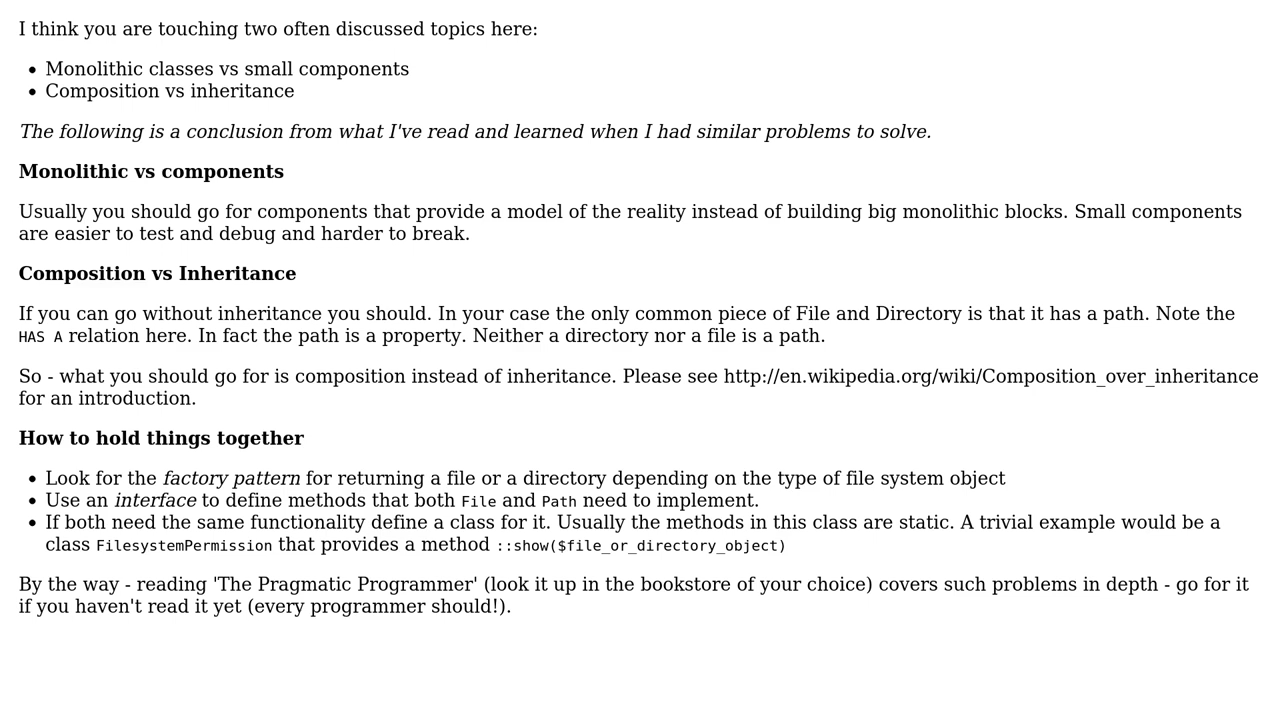 I think you are touching two often discussed topics here:
• Monolithic classes vs small components
• Composition vs inheritance
The following is a conclusion from what I've read and learned when I had similar problems to solve.
Monolithic vs components
Usually you should go for components that provide a model of the reality instead of building big monolithic blocks. Small components
are easier to test and debug and harder to break.
Composition vs Inheritance
If you can go without inheritance you should. In your case the only common piece of File and Directory is that it has a path. Note the
HAS A relation here. In fact the path is a property. Neither a directory nor a file is a path.
So - what you should go for is composition instead of inheritance. Please see http://en.wikipedia.org/wiki/Composition_over_inheritance
for an introduction.
How to hold things together
• Look for the factory pattern for returning a file or a directory depending on the type of file system object
• Use an interface to define methods that both File and Path need to implement.
• If both need the same functionality define a class for it. Usually the methods in this class are static. A trivial example would be a
class FilesystemPermission that provides a method ::show($file_or_directory_object)
By the way - reading 'The Pragmatic Programmer' (look it up in the bookstore of your choice) covers such problems in depth - go for it
if you haven't read it yet (every programmer should!).